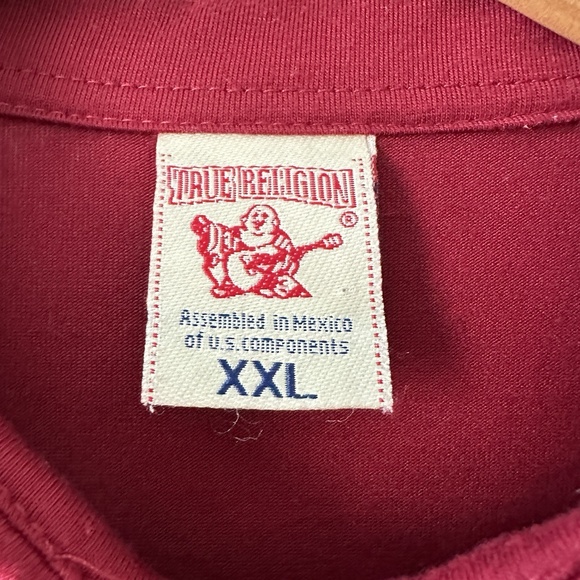 TRUE RELIGION
®
Assembled in Mexico
of U.S. components
XXL